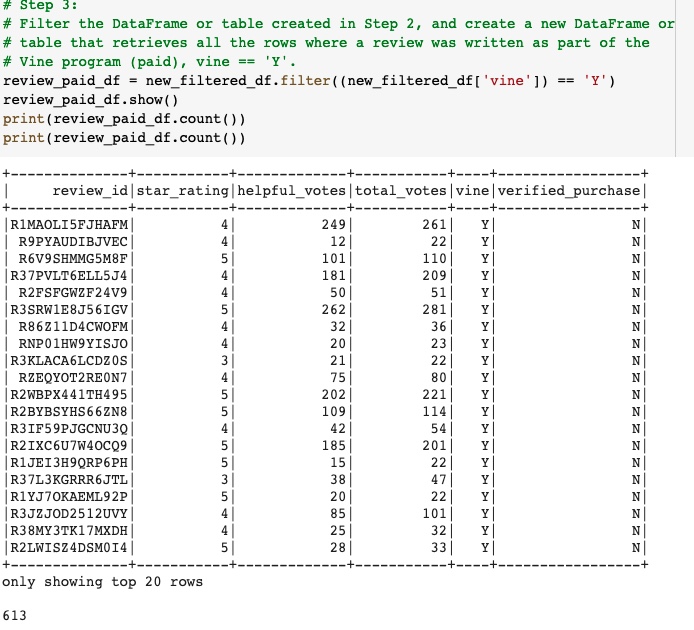 # Step 3:
# Filter the DataFrame or table created in Step 2, and create a new DataFrame or
# table that retrieves all the rows where a review was written as part of the
# Vine program (paid), vine == 'Y'.
review_paid_df = new_filtered_df.filter((new_filtered_df['vine']) == 'Y')
review_paid_df.show()
print(review_paid_df.count())
print(review_paid_df.count())
+--------------+-----------+-------------+-----------+----+-----------------+
|     review_id|star_rating|helpful_votes|total_votes|vine|verified_purchase|
+--------------+-----------+-------------+-----------+----+-----------------+
|R1MAOLI5FJHAFM|          4|          249|        261|   Y|                N|
| R9PYAUDIBJVEC|          4|           12|         22|   Y|                N|
| R6V9SHMMG5M8F|          5|          101|        110|   Y|                N|
|R37PVLT6ELL5J4|          4|          181|        209|   Y|                N|
| R2FSFGWZF24V9|          4|           50|         51|   Y|                N|
|R3SRW1E8J56IGV|          5|          262|        281|   Y|                N|
| R86Z11D4CWOFM|          4|           32|         36|   Y|                N|
| RNP01HW9YISJO|          4|           20|         23|   Y|                N|
|R3KLACA6LCDZ0S|          3|           21|         22|   Y|                N|
| RZEQYOT2RE0N7|          4|           75|         80|   Y|                N|
|R2WBPX441TH495|          5|          202|        221|   Y|                N|
|R2BYBSYHS66ZN8|          5|          109|        114|   Y|                N|
|R3IF59PJGCNU3Q|          4|           42|         54|   Y|                N|
|R2IXC6U7W4OCQ9|          5|          185|        201|   Y|                N|
|R1JEI3H9QRP6PH|          5|           15|         22|   Y|                N|
|R37L3KGRRR6JTL|          3|           38|         47|   Y|                N|
|R1YJ7OKAEML92P|          5|           20|         22|   Y|                N|
|R3JZJOD2512UVY|          4|           85|        101|   Y|                N|
|R38MY3TK17MXDH|          4|           25|         32|   Y|                N|
|R2LWISZ4DSM0I4|          5|           28|         33|   Y|                N|
+--------------+-----------+-------------+-----------+----+-----------------+
only showing top 20 rows
613